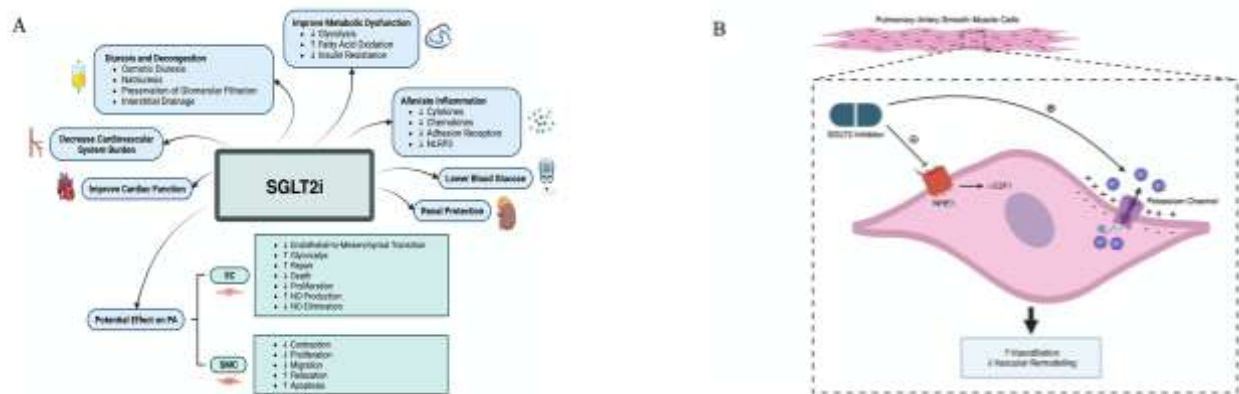 A
Improve Metabolic Dysfunction
↓ Glycolysis
↑ Fatty Acid Oxidation
↓ Insulin Resistance
Diuresis and Decongestion
Osmotic Diuresis
Natriuresis
Preservation of Glomerular Filtration
Interstitial Drainage
Alleviate Inflammation
↓ Cytokines
↓ Chemokines
↓ Adhesion Receptors
↓ NLRP3
Decrease Cardiovascular
System Burden
Improve Cardiac Function
SGLT2i
Lower Blood Glucose
Renal Protection
Potential Effect on PA
EC
↓ Endothelial-to-Mesenchymal Transition
↑ Glycocalyx
↑ Repair
↓ Death
↓ Proliferation
↑ NO Production
↓ NO Elimination
SMC
↓ Contraction
↓ Proliferation
↓ Migration
↑ Relaxation
↑ Apoptosis
B
Pulmonary Artery Smooth Muscle Cells
SGLT2 Inhibitor
NHE1
Potassium Channel
↑ Vasodilation
↓ Vascular Remodelling